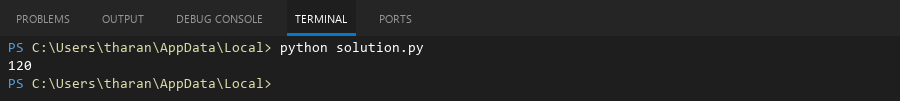 PROBLEMS OUTPUT DEBUG CONSOLE TERMINAL PORTS
PS C:\Users\tharan\AppData\Local> python solution.py
120
PS C:\Users\tharan\AppData\Local>